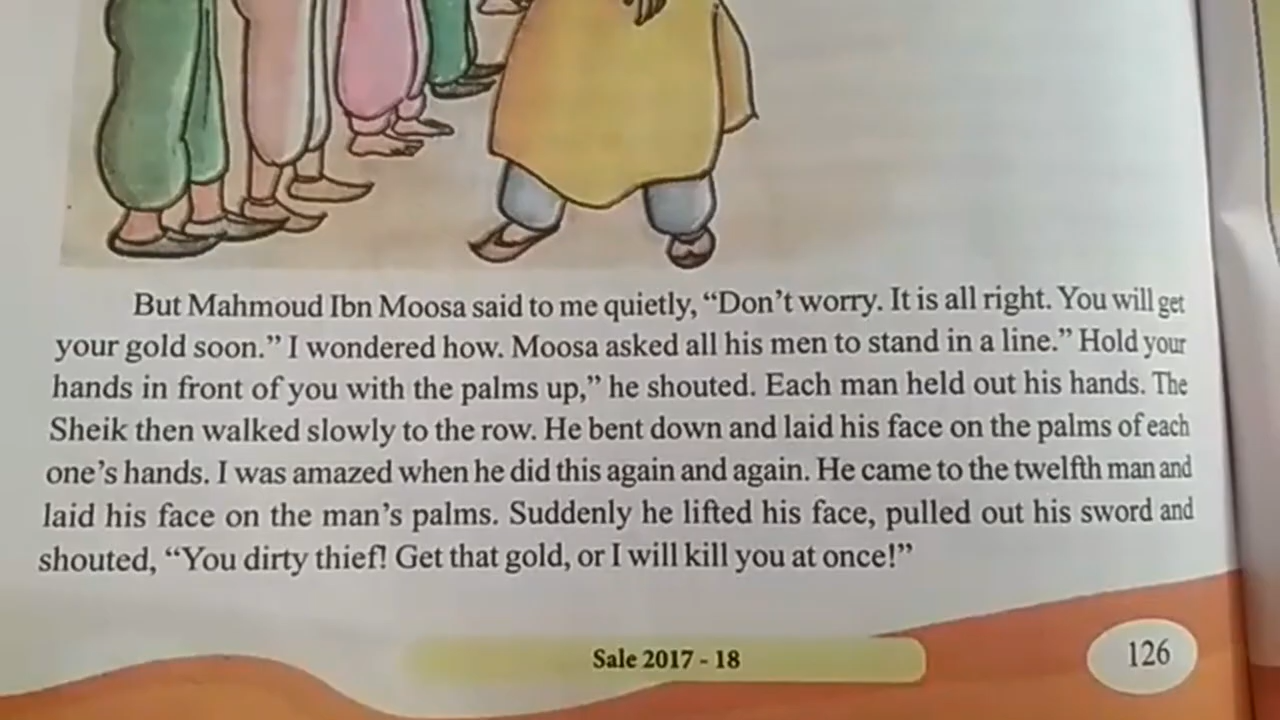 But Mahmoud Ibn Moosa said to me quietly, “Don’t worry. It is all right. You will get
your gold soon.” I wondered how. Moosa asked all his men to stand in a line.” Hold your
hands in front of you with the palms up,” he shouted. Each man held out his hands. The
Sheik then walked slowly to the row. He bent down and laid his face on the palms of each
one’s hands. I was amazed when he did this again and again. He came to the twelfth man and
laid his face on the man’s palms. Suddenly he lifted his face, pulled out his sword and
shouted, “You dirty thief! Get that gold, or I will kill you at once!”
Sale 2017 - 18
126